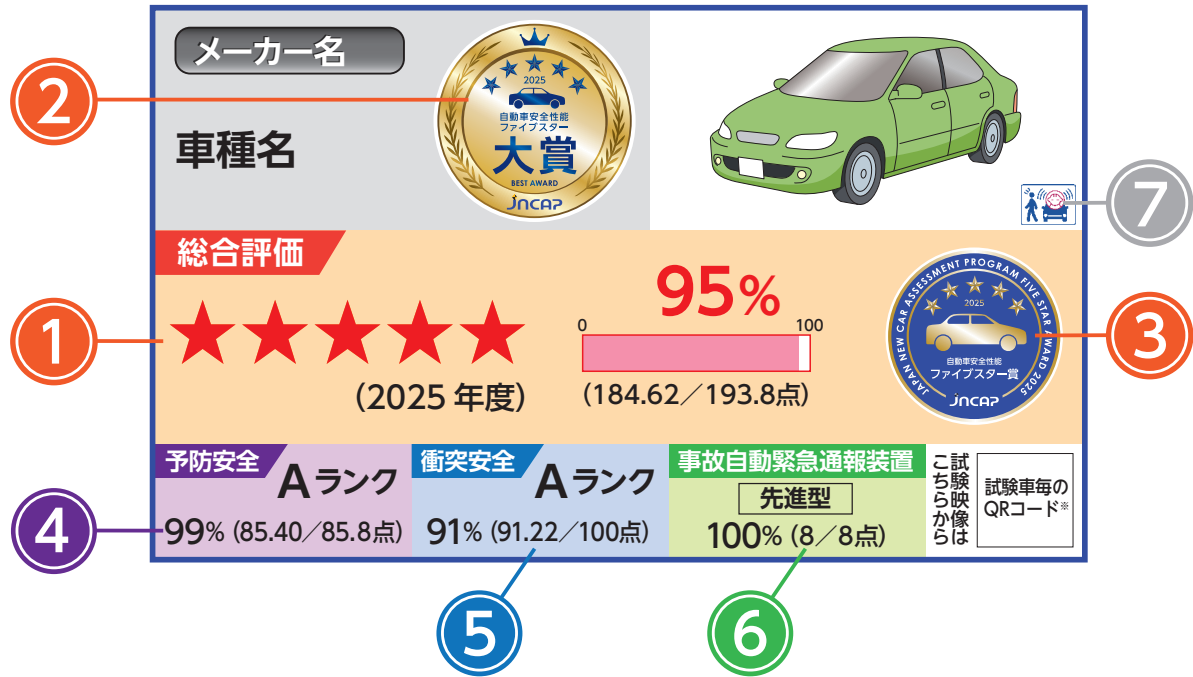 メーカー名
車種名
2025
自動車安全性能
ファイブスター
大賞
BEST AWARD
JNCAP
2
7
総合評価
95%
0 100
(184.62／193.8点)
(2025 年度)
1
JAPAN NEW CAR ASSESSMENT PROGRAM FIVE STAR AWARD 2025
2025
自動車安全性能
ファイブスター賞
JNCAP
3
予防安全
Aランク
99% (85.40／85.8点)
4
衝突安全
Aランク
91% (91.22／100点)
5
事故自動緊急通報装置
先進型
100% (8／8点)
6
試験映像は
こちらから
試験車毎の
QRコード※